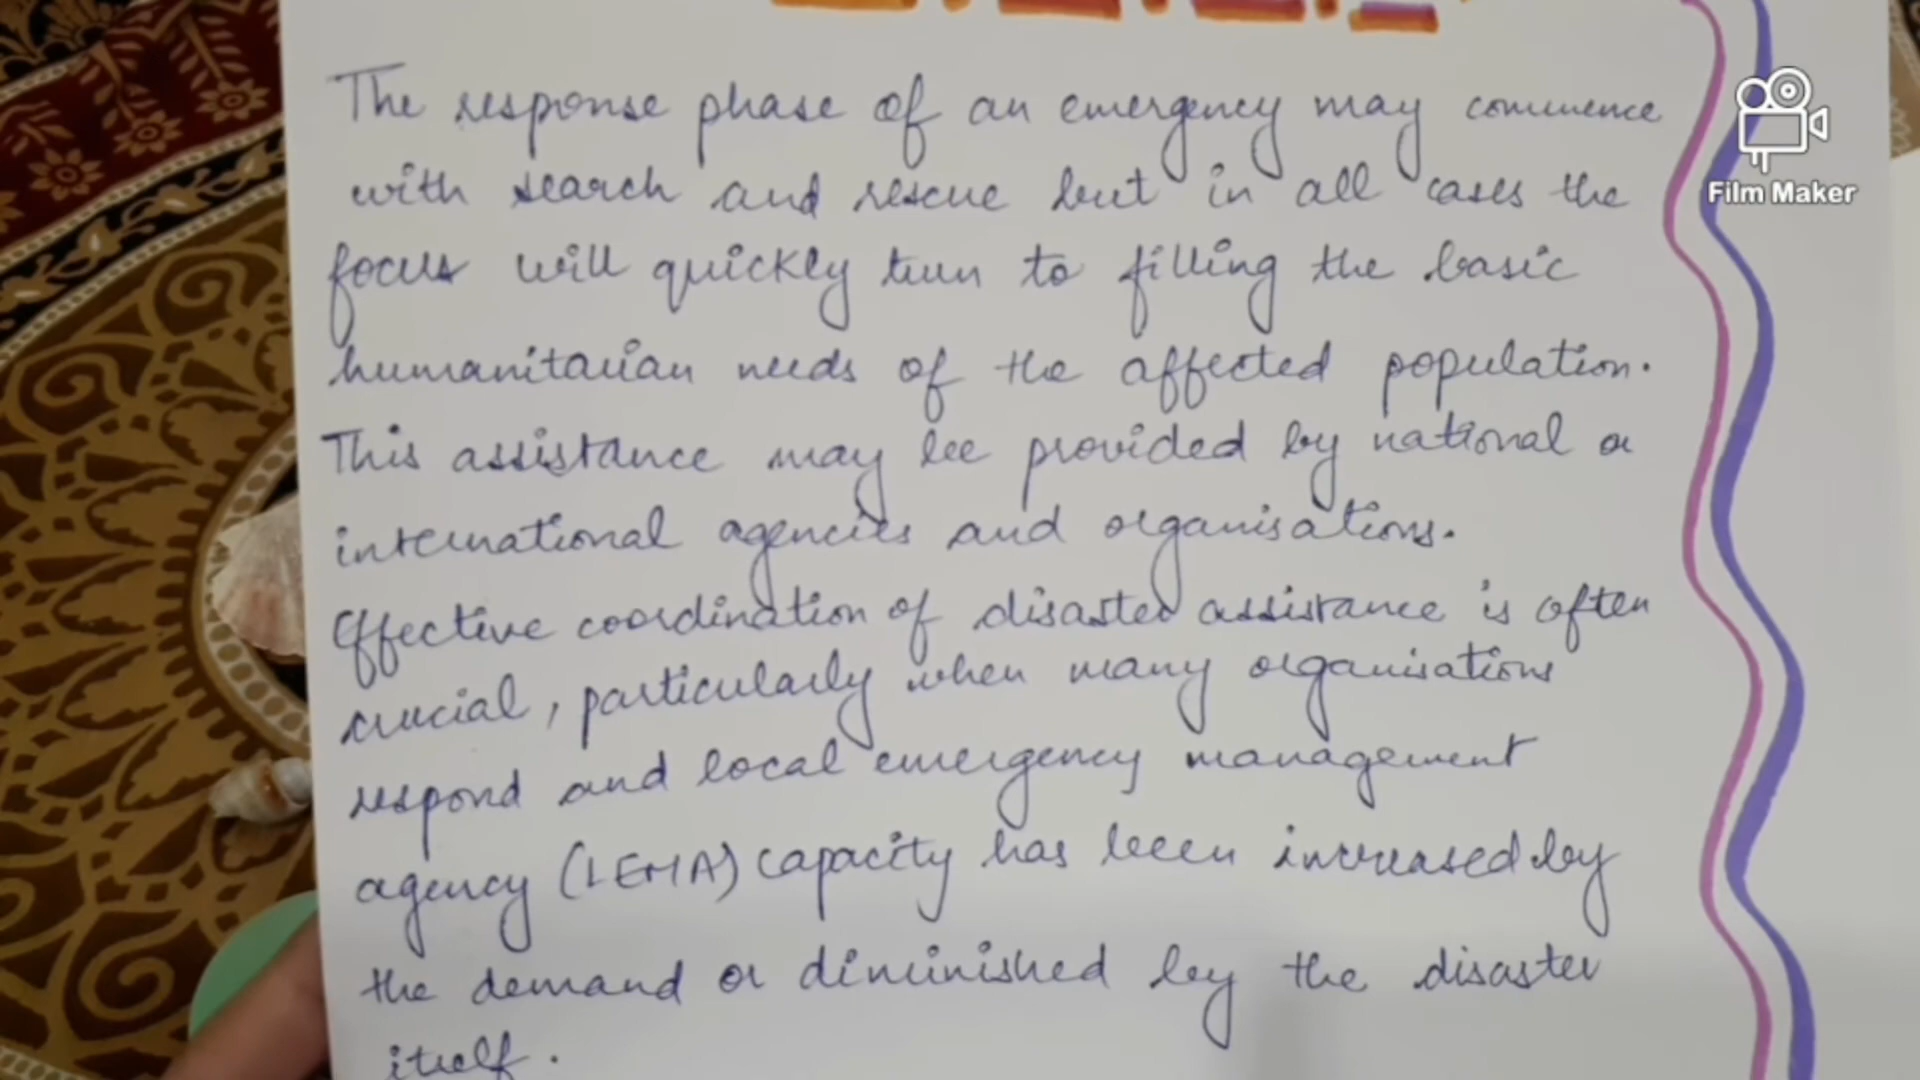 The response phase of an emergency may commence
with search and rescue but in all cases the
focus will quickly turn to filling the basic
humanitarian needs of the affected population.
This assistance may be provided by national or
international agencies and organisations.
Effective coordination of disaster assistance is often
crucial, particularly when many organisations
respond and local emergency management
agency (LEMA) capacity has been increased by
the demand or diminished by the disaster
itself.
Film Maker